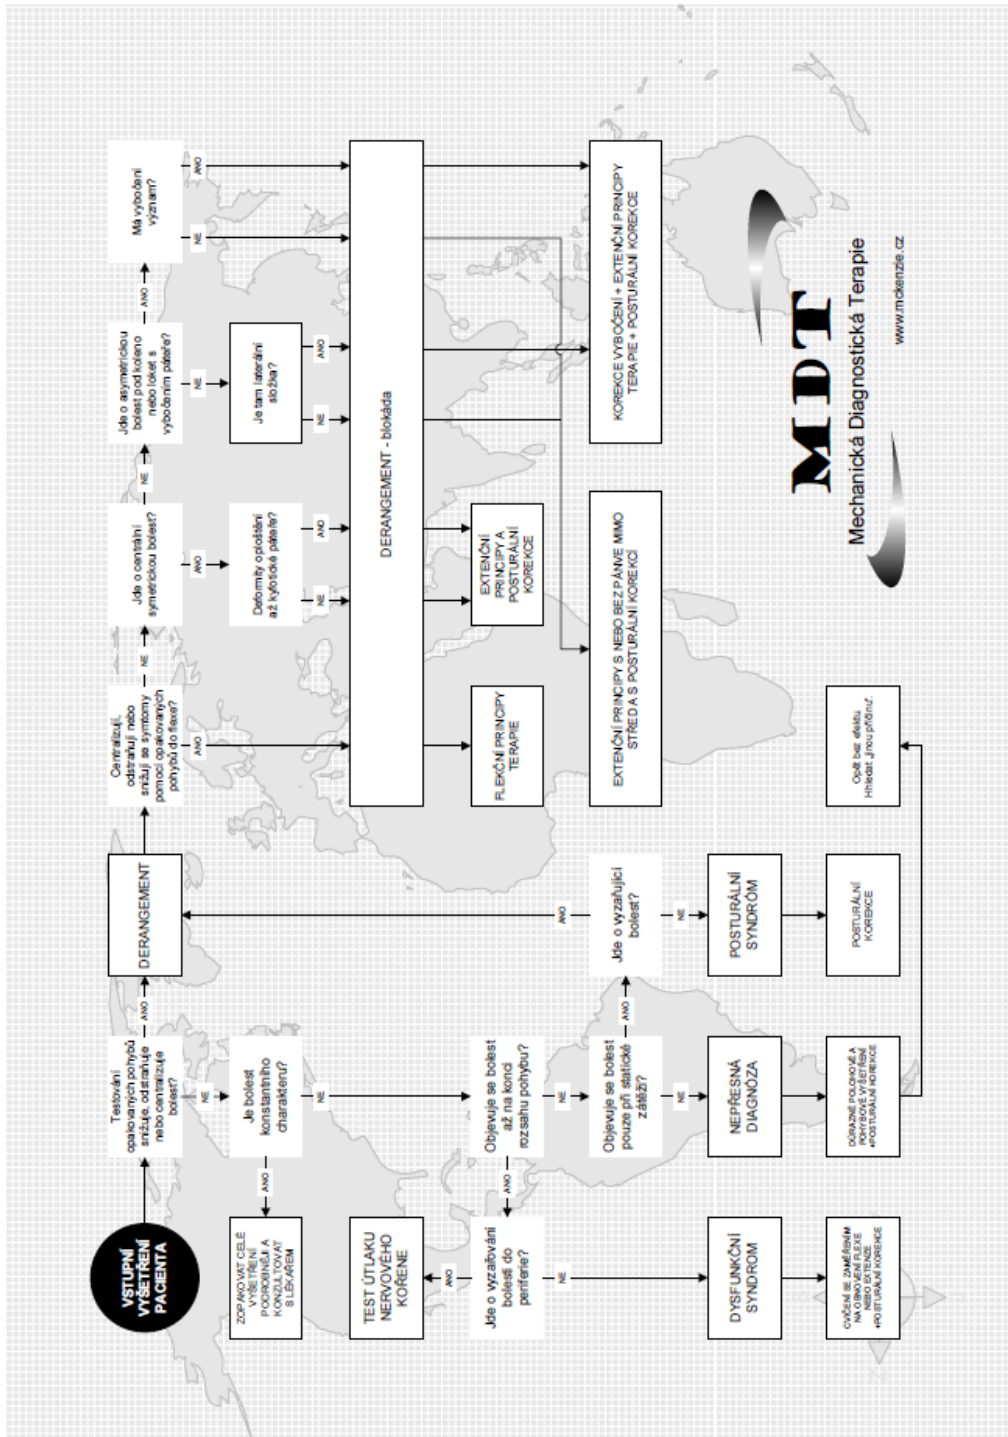 VSTUPNÍ
VYŠETŘENÍ
PACIENTA
Testování
opakovaných pohybů
snižuje, odstraňuje
nebo centralizuje
bolest?
ANO
DERANGEMENT
Centralizují,
odstraňují nebo
snižují se symtomy
pomocí opakovaných
pohybů do flexe?
NE
Jde o centrální
symetrickou bolest?
NE
Jde o asymetrickou
bolest pod koleno
nebo loket s
vybočením páteře?
ANO
Má vybočení
význam?
NE
ANO
NE
ANO
NE
ANO
Je bolest
konstantního
charakteru?
Deformity oploštění
až kyfotické páteře?
Je tam laterální
složka?
ANO
NE
NE
ANO
NE
ANO
ZOPAKOVAT CELÉ
VYŠETŘENÍ
PODROBNĚJI A
KONZULTOVAT
S LÉKAŘEM
TEST ÚTLAKU
NERVOVÉHO
KOŘENE
DERANGEMENT - blokáda
ANO
Jde o vyzařování
bolesti do
periferie?
ANO
Objevuje se bolest
až na konci
rozsahu pohybu?
FLEKČNÍ PRINCIPY
TERAPIE
EXTENČNÍ
PRINCIPY A
POSTURÁLNÍ
KOREKCE
NE
NE
ANO
Objevuje se bolest
pouze při statické
zátěži?
ANO
Jde o vyzařující
bolest?
EXTENČNÍ PRINCIPY S NEBO BEZ PÁNVE MIMO
STŘED A S POSTURÁLNÍ KOREKCÍ
KOREKCE VYBOČENÍ + EXTENČNÍ PRINCIPY
TERAPIE + POSTURÁLNÍ KOREKCE
NE
NE
DYSFUNKČNÍ
SYNDROM
NEPŘESNÁ
DIAGNÓZA
POSTURÁLNÍ
SYNDRÓM
CVIČENÍ SE ZAMĚŘENÍM
NA OBNOVENÍ FLEXE
NEBO EXTENZE
+POSTURÁLNÍ KOREKCE
DŮRAZNÉ POLOHOVÉ A
POHYBOVÉ VYŠETŘENÍ
+POSTURÁLNÍ KOREKCE
POSTURÁLNÍ
KOREKCE
Opět bez efektu.
Hhledat „jinou příčinu“.
MDT
Mechanická Diagnostická Terapie
www.mckenzie.cz